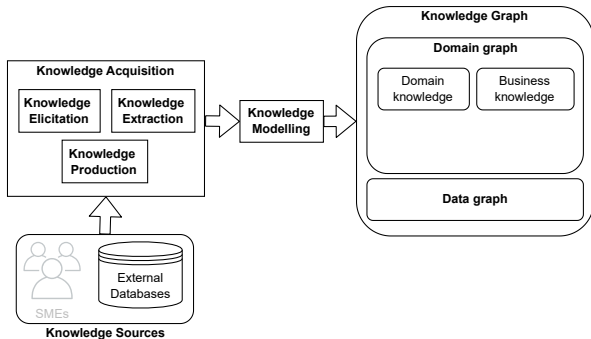 Knowledge Graph
Domain graph
Domain
knowledge
Business
knowledge
Data graph
Knowledge Acquisition
Knowledge
Elicitation
Knowledge
Extraction
Knowledge
Production
Knowledge
Modelling
External
Databases
SMEs
Knowledge Sources